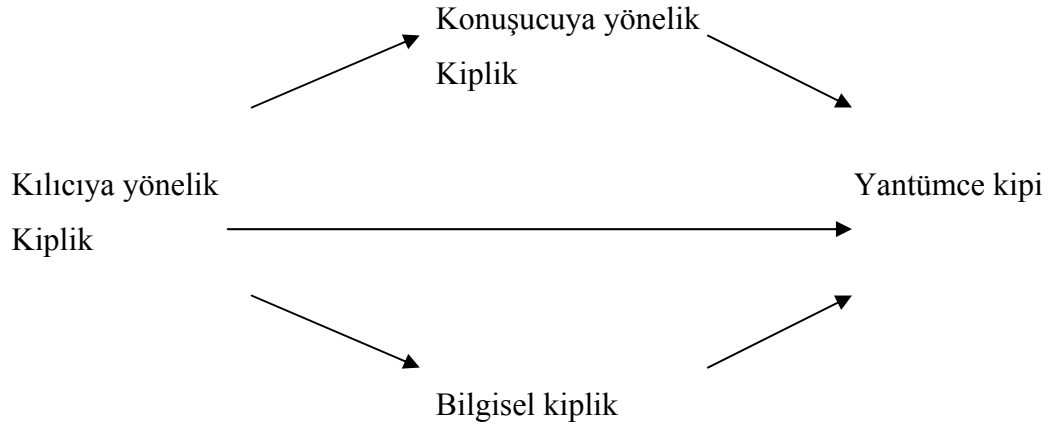 Konuşucuya yönelik
Kiplik
Kılıcıya yönelik
Kiplik
Yantümce kipi
Bilgisel kiplik